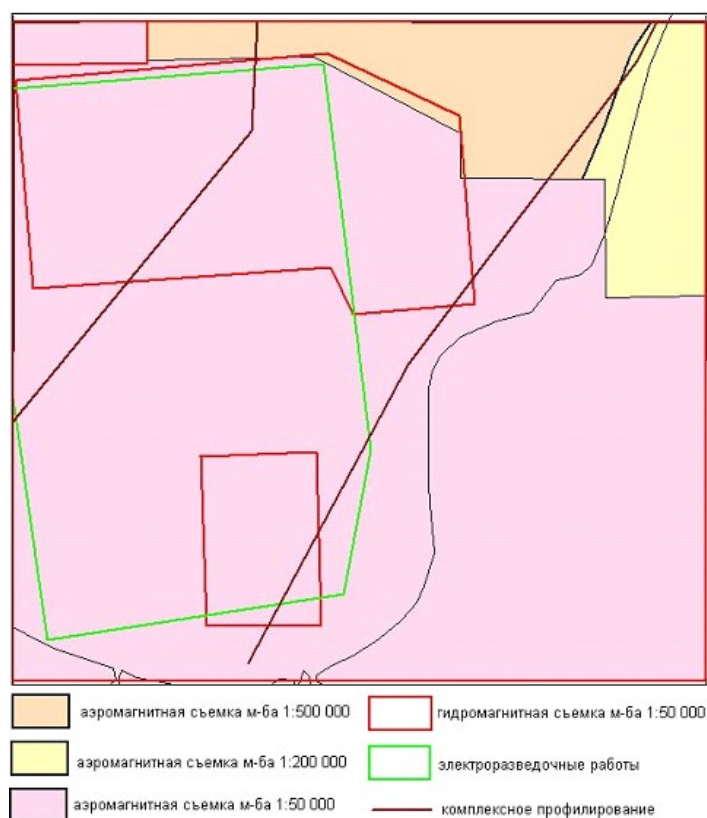 аэромагнитная съемка м-ба 1:500 000
аэромагнитная съемка м-ба 1:200 000
аэромагнитная съемка м-ба 1:50 000
гидромагнитная съемка м-ба 1:50 000
электроразведочные работы
комплексное профилирование